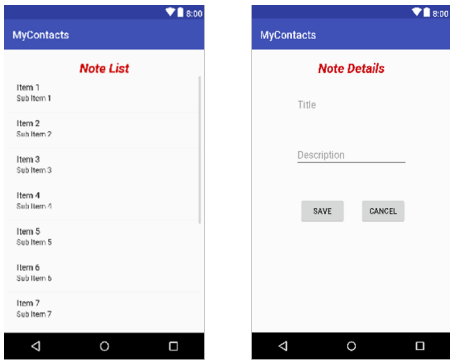 8:00
MyContacts
Note List
Item 1
Sub Item 1
Item 2
Sub Item 2
Item 3
Sub Item 3
Item 4
Sub Item 4
Item 5
Sub Item 5
Item 6
Sub Item 6
Item 7
Sub Item 7
8:00
MyContacts
Note Details
Title
Description
SAVE CANCEL